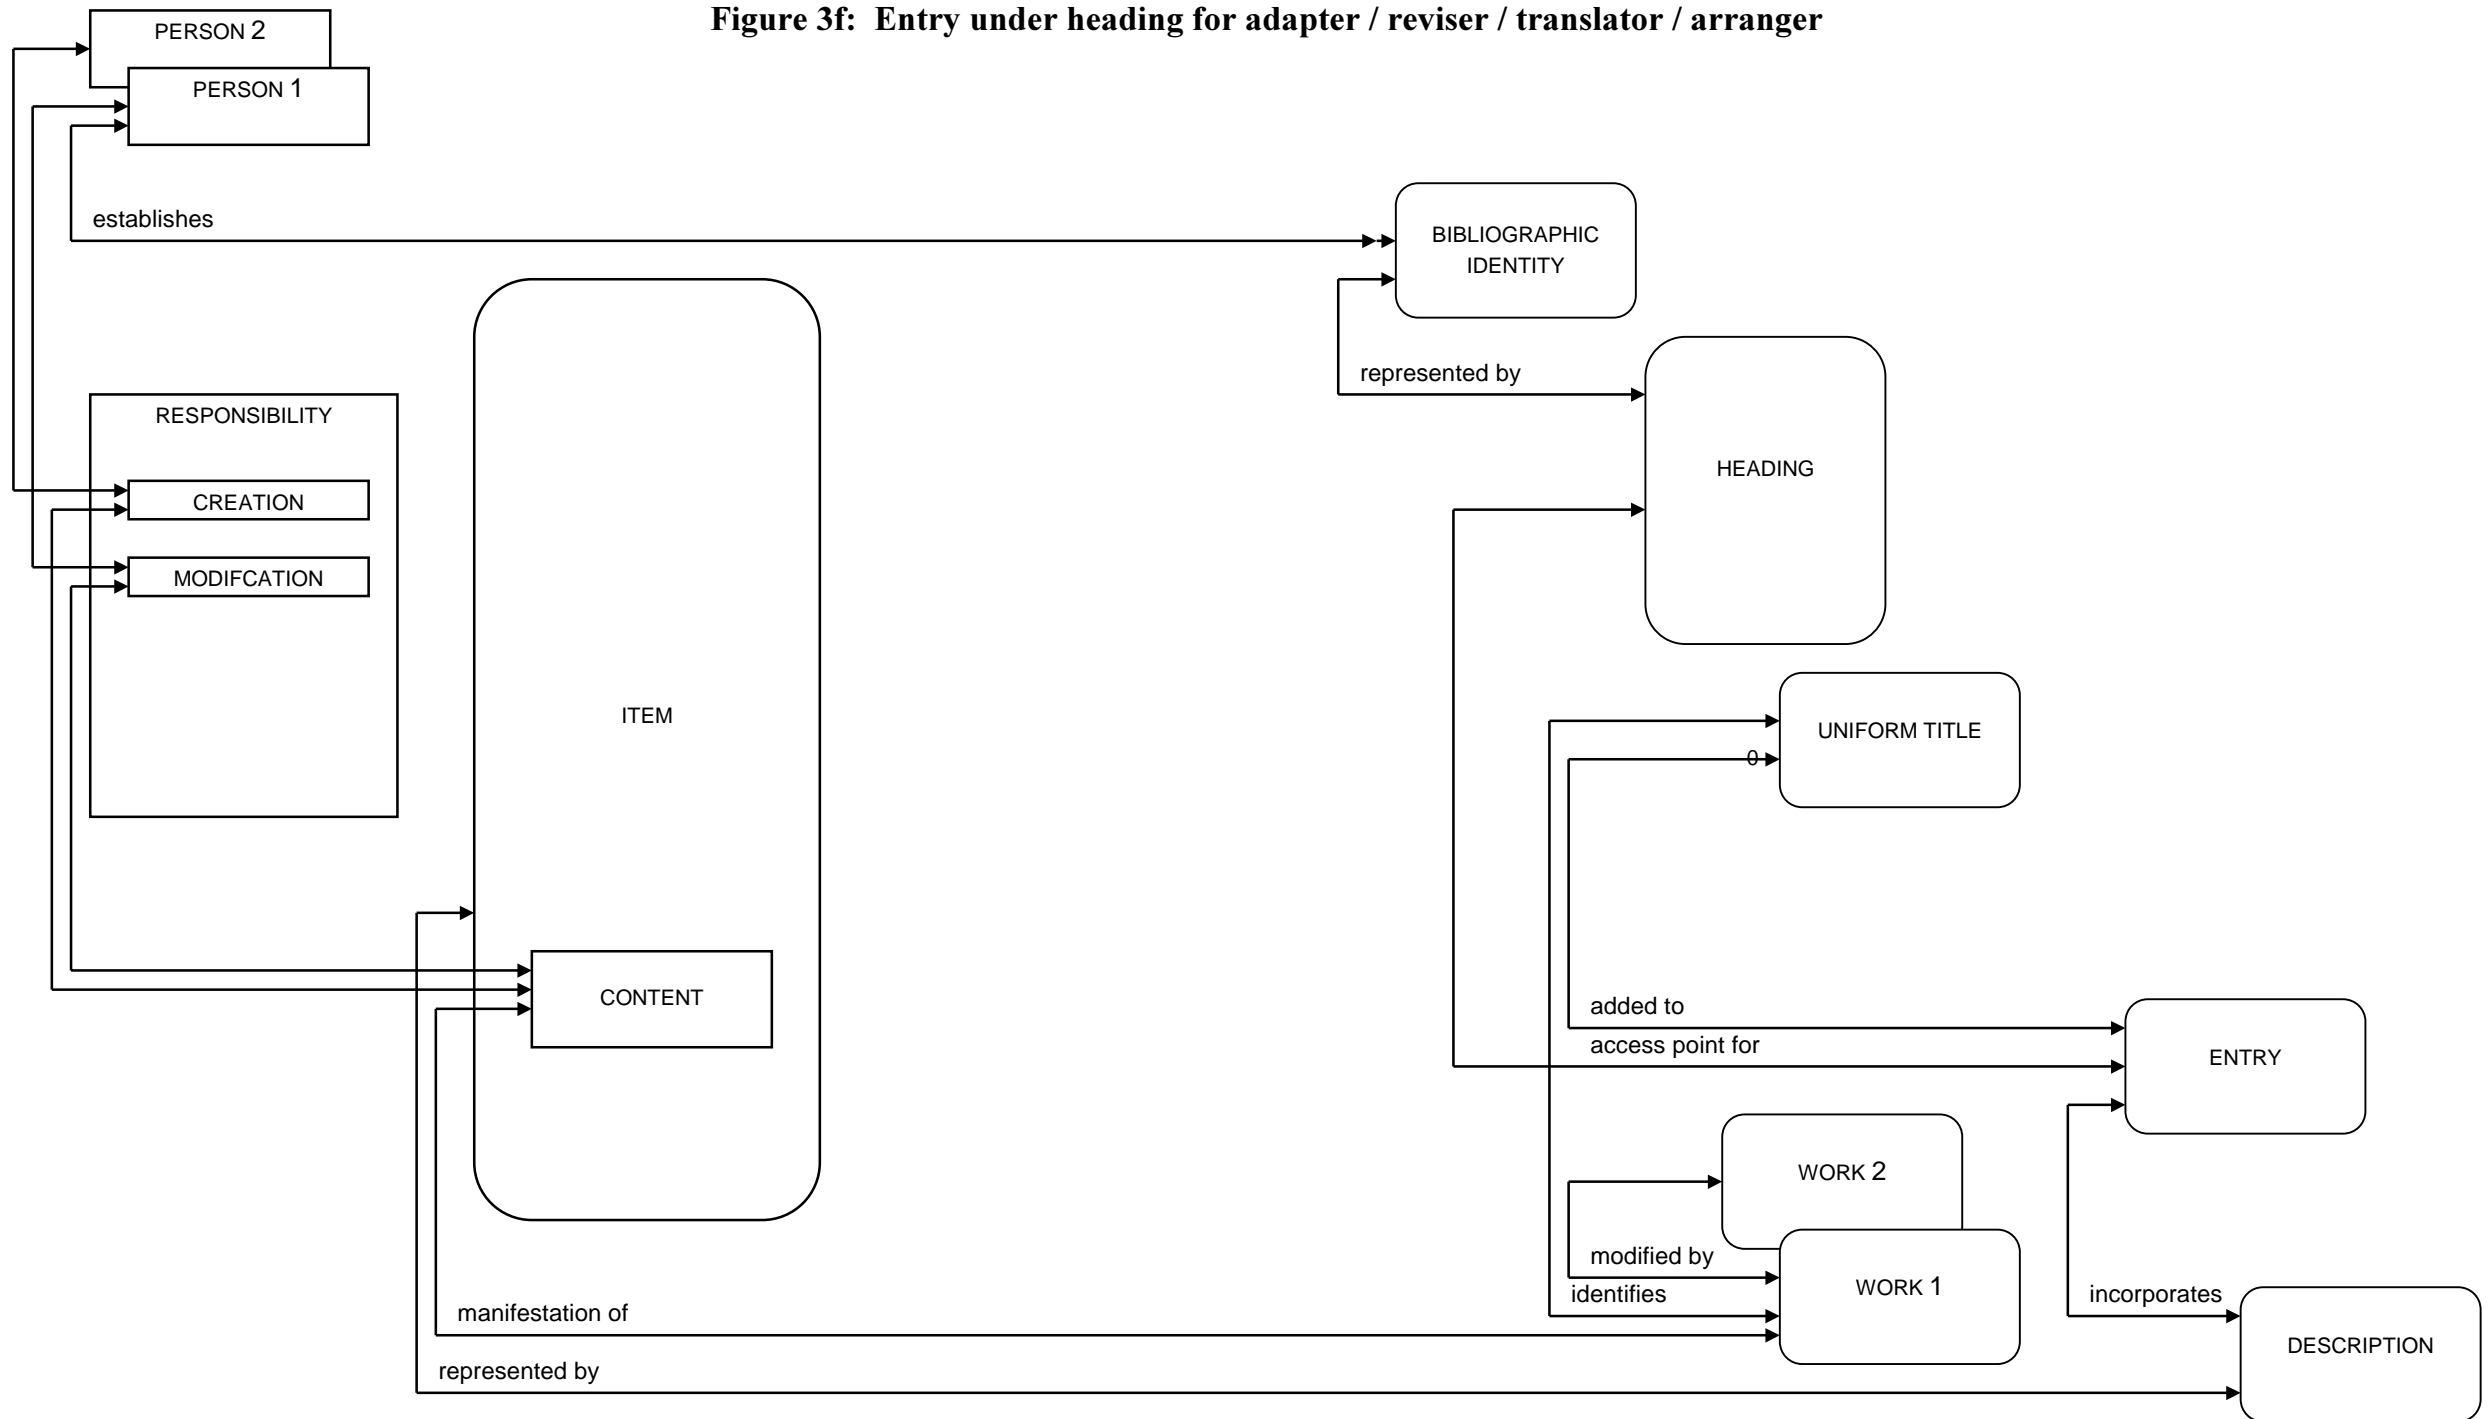 Figure 3f: Entry under heading for adapter / reviser / translator / arranger
PERSON 2
PERSON 1
establishes
BIBLIOGRAPHIC
IDENTITY
represented by
RESPONSIBILITY
HEADING
CREATION
MODIFCATION
ITEM
UNIFORM TITLE
0
CONTENT
added to
access point for
ENTRY
WORK 2
modified by
WORK 1
identifies
incorporates
manifestation of
DESCRIPTION
represented by